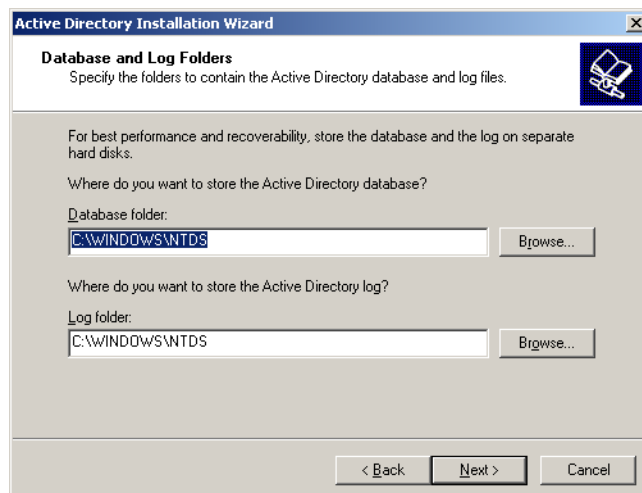 Active Directory Installation Wizard
Database and Log Folders
Specify the folders to contain the Active Directory database and log files.
For best performance and recoverability, store the database and the log on separate
hard disks.
Where do you want to store the Active Directory database?
Database folder:
C:\WINDOWS\NTDS
Browse...
Where do you want to store the Active Directory log?
Log folder:
C:\WINDOWS\NTDS
Browse...
< Back Next > Cancel